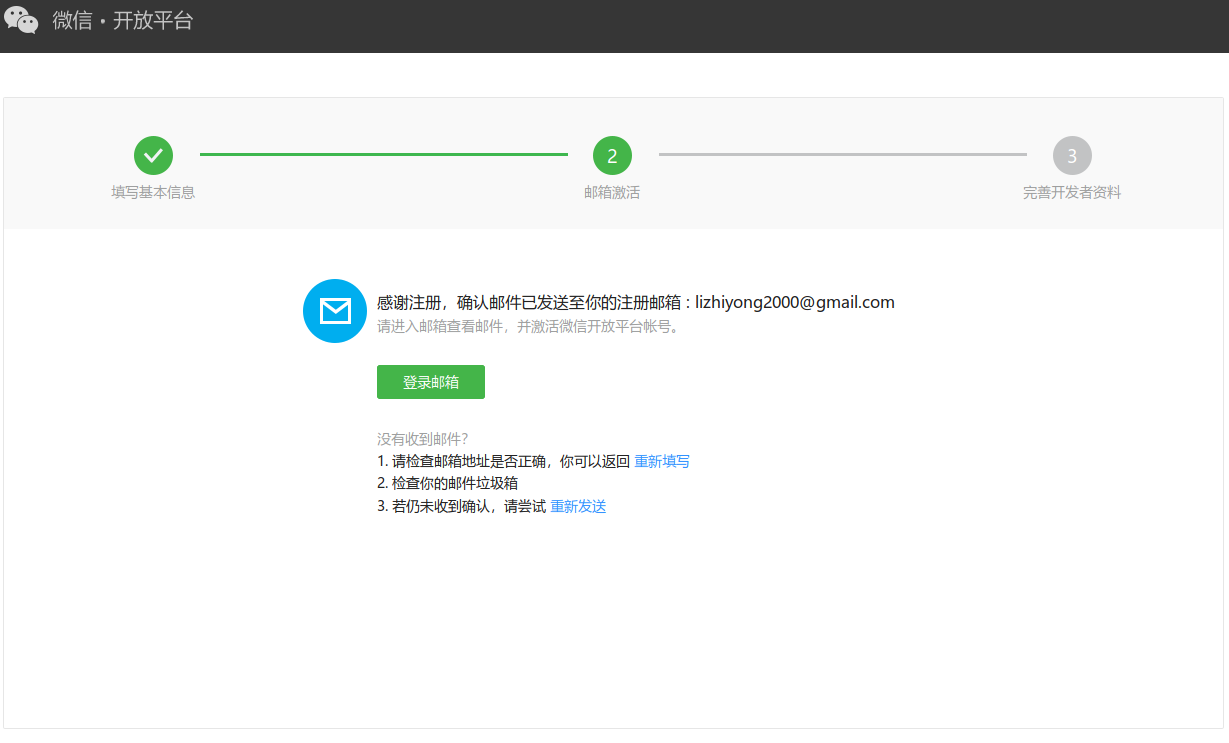 微信・开放平台
2
3
填写基本信息
邮箱激活
完善开发者资料
感谢注册，确认邮件已发送至你的注册邮箱 : lizhiyong2000@gmail.com
请进入邮箱查看邮件，并激活微信开放平台帐号。
登录邮箱
没有收到邮件？
1. 请检查邮箱地址是否正确，你可以返回 重新填写
2. 检查你的邮件垃圾箱
3. 若仍未收到确认，请尝试 重新发送